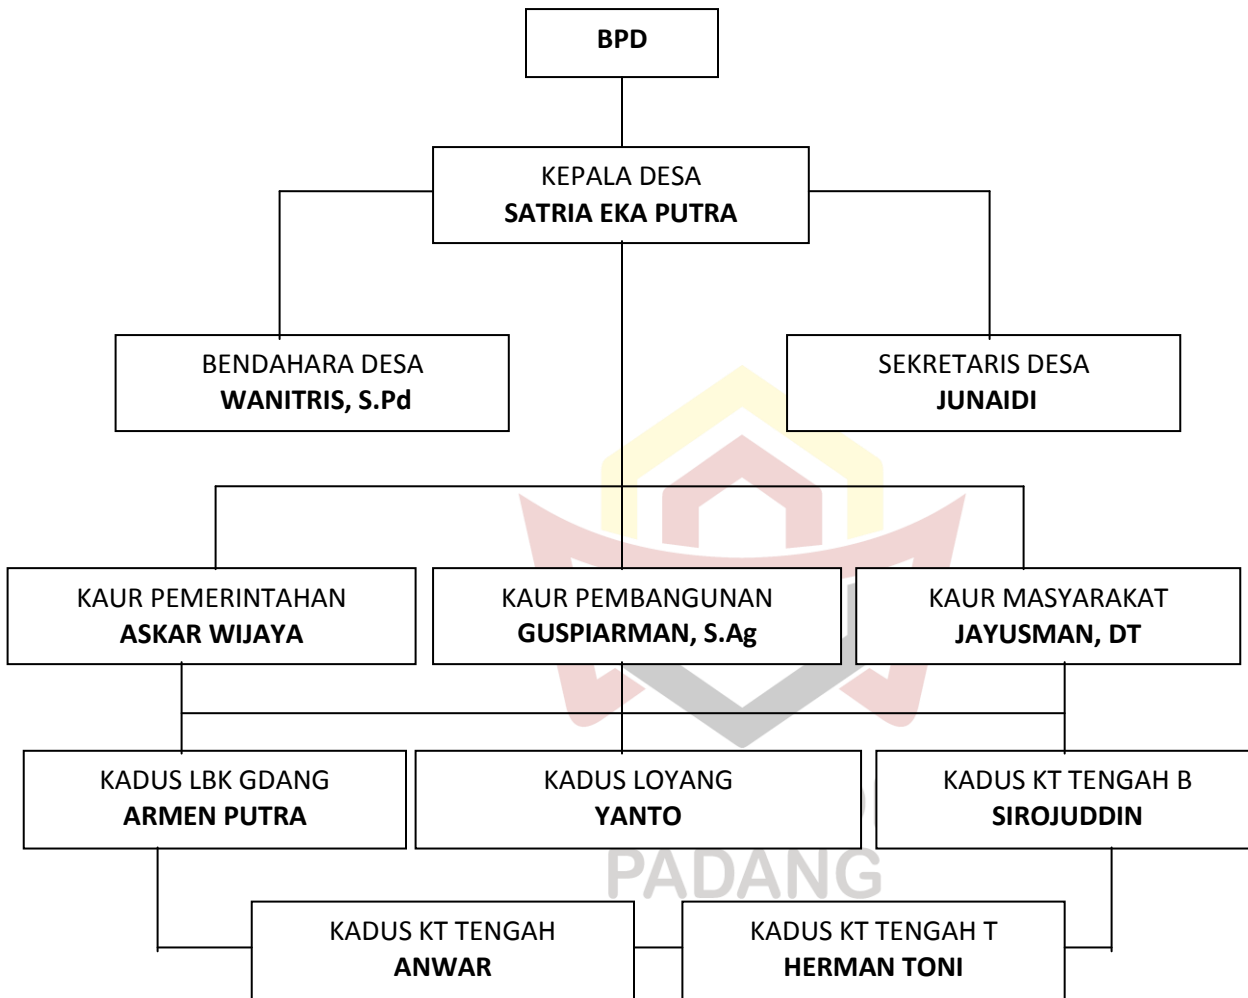 BPD
KEPALA DESA
SATRIA EKA PUTRA
BENDAHARA DESA
WANITRIS, S.Pd
SEKRETARIS DESA
JUNAIDI
KAUR PEMERINTAHAN
ASKAR WIJAYA
KAUR PEMBANGUNAN
GUSPIARMAN, S.Ag
KAUR MASYARAKAT
JAYUSMAN, DT
KADUS LBK GDANG
ARMEN PUTRA
KADUS LOYANG
YANTO
KADUS KT TENGAH B
SIROJUDDIN
PADANG
KADUS KT TENGAH
ANWAR
KADUS KT TENGAH T
HERMAN TONI